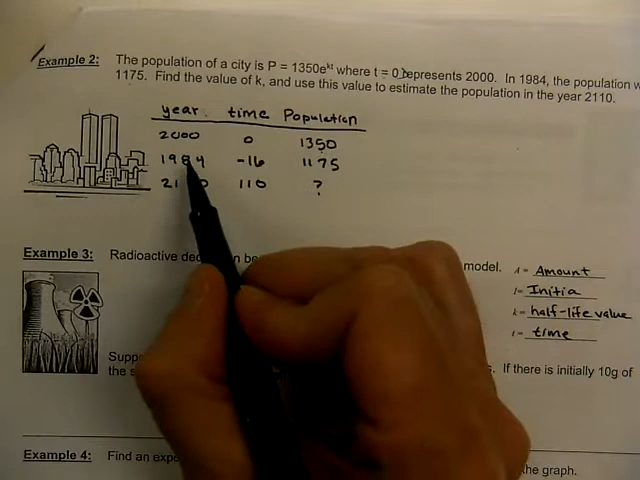 Example 2: The population of a city is P = 1350e^kt where t = 0 represents 2000. In 1984, the population
1175. Find the value of k, and use this value to estimate the population in the year 2110.
year time Population
2000 0 1350
1984 -16 1175
21 0 110 ?
Example 3: Radioactive model. A = Amount
I = Initia
k = half-life value
t = time
the s If there is initially 10g of
Example 4: Find an the graph.